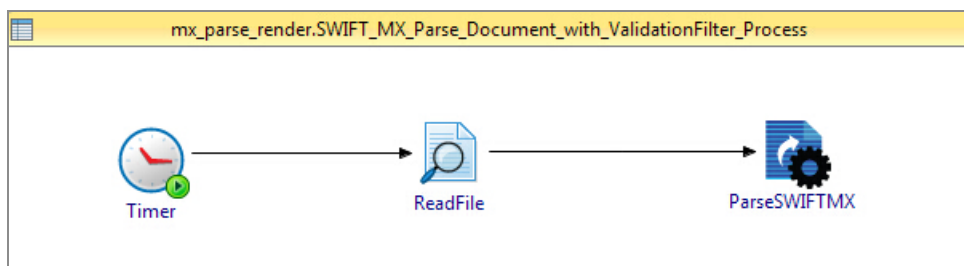 mx_parse_render.SWIFT_MX_Parse_Document_with_ValidationFilter_Process
Timer
ReadFile
ParseSWIFTMX